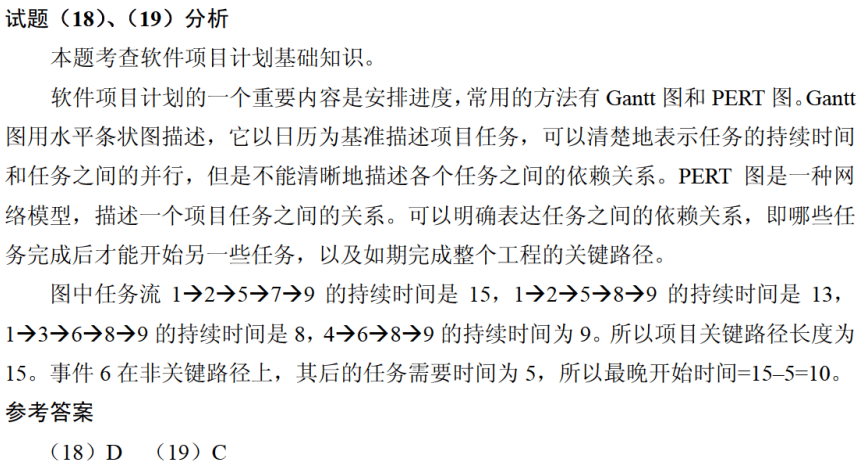 试题（18）、（19）分析
本题考查软件项目计划基础知识。
软件项目计划的一个重要内容是安排进度，常用的方法有 Gantt 图和 PERT 图。Gantt
图用水平条状图描述，它以日历为基准描述项目任务，可以清楚地表示任务的持续时间
和任务之间的并行，但是不能清晰地描述各个任务之间的依赖关系。PERT 图是一种网
络模型，描述一个项目任务之间的关系。可以明确表达任务之间的依赖关系，即哪些任
务完成后才能开始另一些任务，以及如期完成整个工程的关键路径。
图中任务流 1→2→5→7→9 的持续时间是 15，1→2→5→8→9 的持续时间是 13，
1→3→6→8→9 的持续时间是 8，4→6→8→9 的持续时间为 9。所以项目关键路径长度为
15。事件 6 在非关键路径上，其后的任务需要时间为 5，所以最晚开始时间=15–5=10。
参考答案
（18）D （19）C